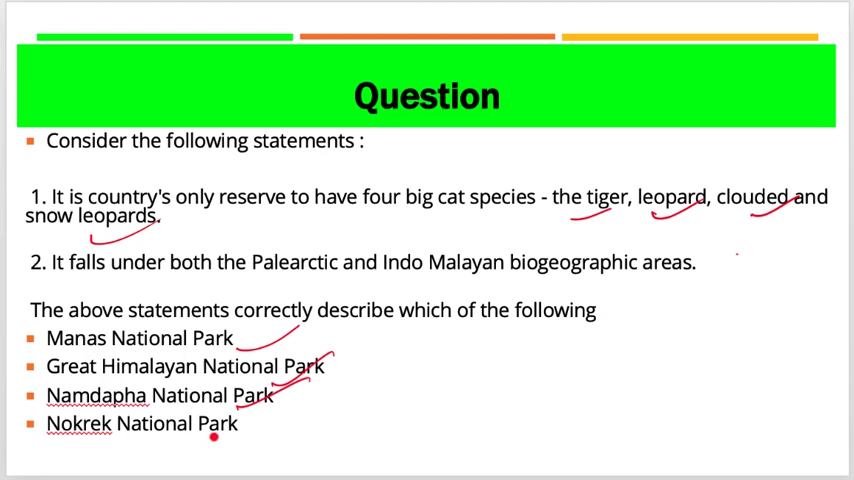 Question
Consider the following statements :
1. It is country's only reserve to have four big cat species - the tiger, leopard, clouded and
snow leopards.
2. It falls under both the Palearctic and Indo Malayan biogeographic areas.
The above statements correctly describe which of the following
Manas National Park
Great Himalayan National Park
Namdapha National Park
Nokrek National Park